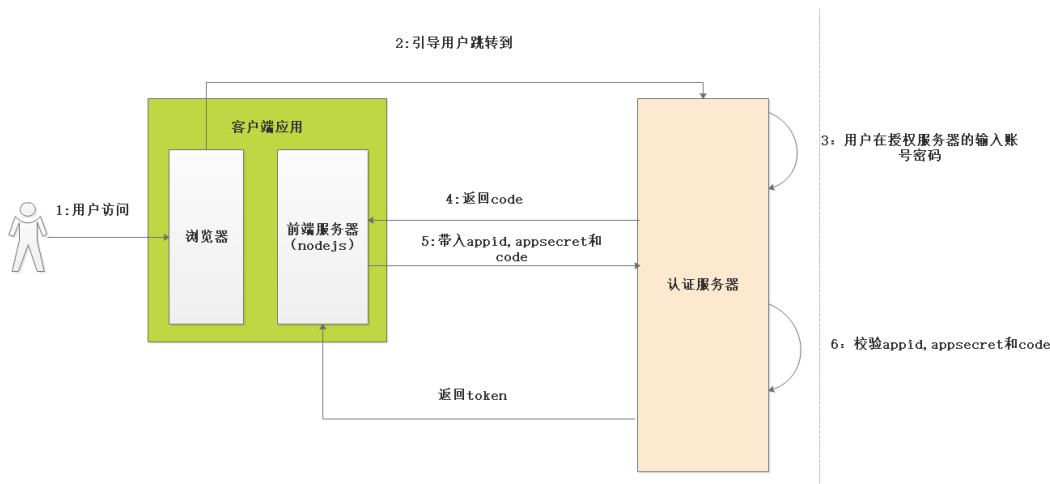 2:引导用户跳转到
客户端应用
3：用户在授权服务器的输入账
号密码
1:用户访问
4:返回code
浏览器
前端服务器
（nodejs）
5:带入appid,appsecret和
code
认证服务器
6：校验appid,appsecret和code
返回token